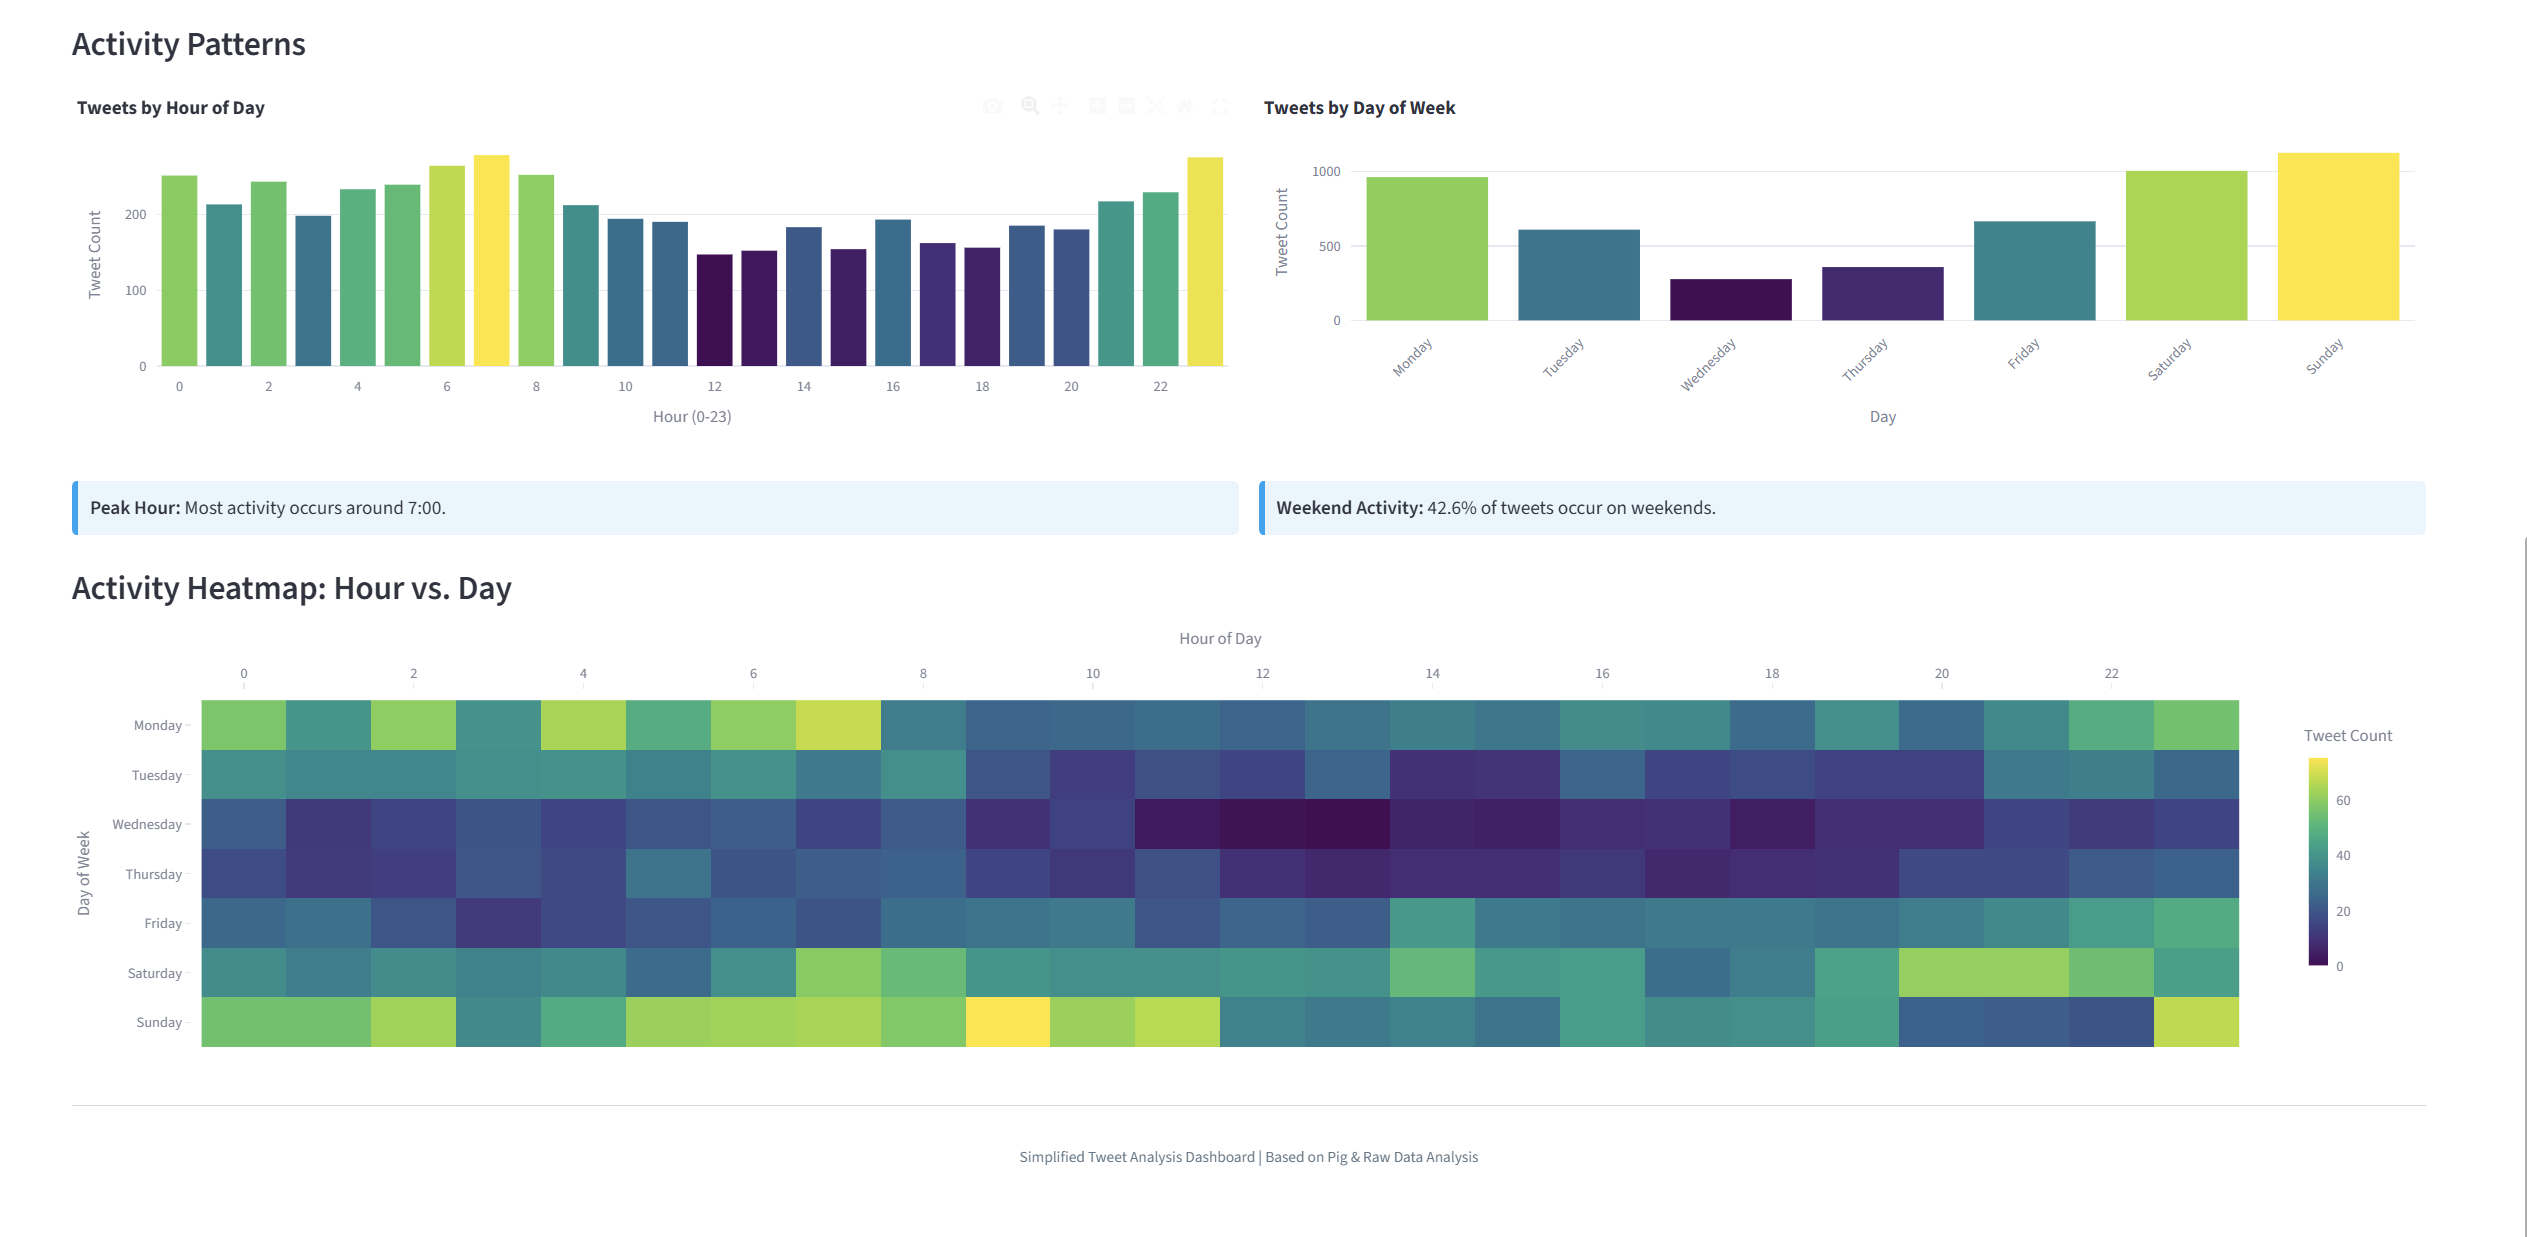 Activity Patterns
Tweets by Hour of Day
Tweet Count
200
100
0
0 2 4 6 8 10 12 14 16 18 20 22
Hour (0-23)
Tweets by Day of Week
Tweet Count
1000
500
0
Monday Tuesday Wednesday Thursday Friday Saturday Sunday
Day
Peak Hour: Most activity occurs around 7:00.
Weekend Activity: 42.6% of tweets occur on weekends.
Activity Heatmap: Hour vs. Day
Hour of Day
0 2 4 6 8 10 12 14 16 18 20 22
Day of Week
Monday
Tuesday
Wednesday
Thursday
Friday
Saturday
Sunday
Tweet Count
60
40
20
0
Simplified Tweet Analysis Dashboard | Based on Pig & Raw Data Analysis